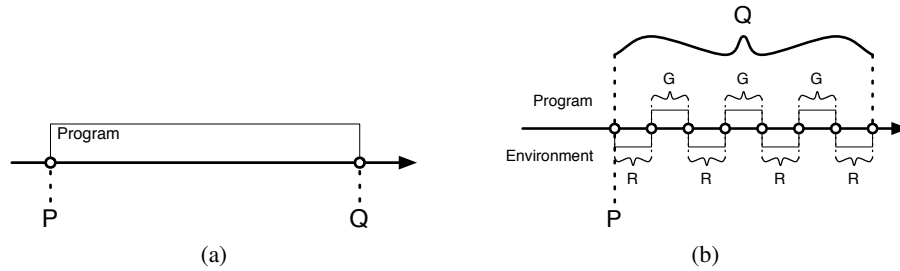 Program
P
Q
(a)
Q
G G G
Program
Environment
R R R R
P
(b)